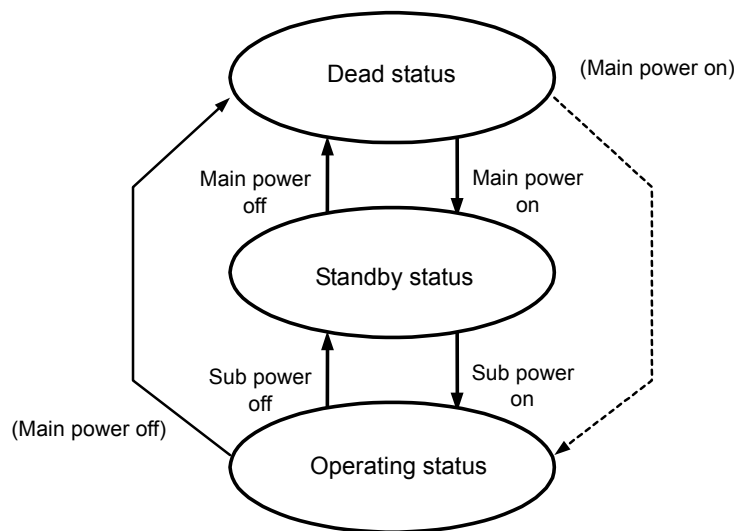 Dead status
(Main power on)
Main power
off
Main power
on
Standby status
Sub power
off
Sub power
on
(Main power off)
Operating status